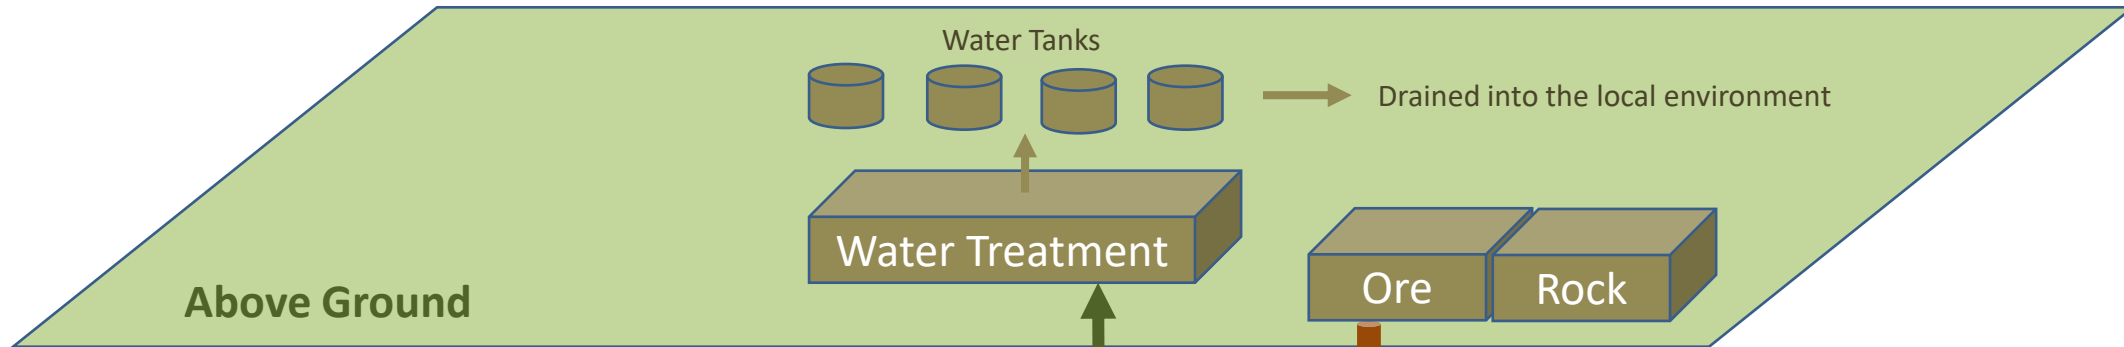 Water Tanks
Drained into the local environment
Water Treatment
Ore
Rock
Above Ground